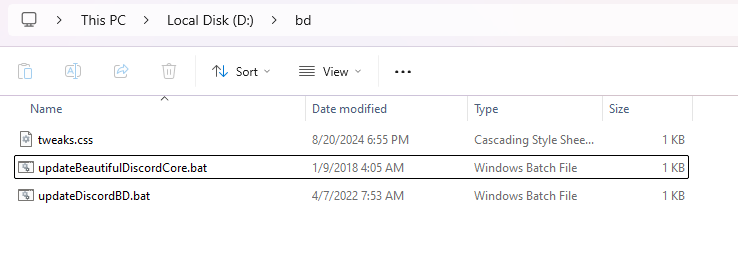 This PC > Local Disk (D:) > bd
Sort View
Name Date modified Type Size
tweaks.css 8/20/2024 6:55 PM Cascading Style Shee... 1 KB
updateBeautifulDiscordCore.bat 1/9/2018 4:05 AM Windows Batch File 1 KB
updateDiscordBD.bat 4/7/2022 7:53 AM Windows Batch File 1 KB